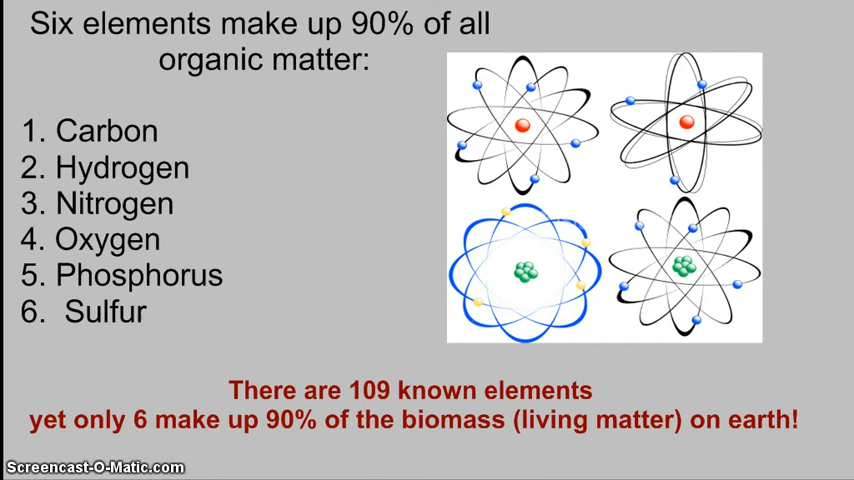 Six elements make up 90% of all
organic matter:
1. Carbon
2. Hydrogen
3. Nitrogen
4. Oxygen
5. Phosphorus
6. Sulfur
There are 109 known elements
yet only 6 make up 90% of the biomass (living matter) on earth!
Screencast-O-Matic.com